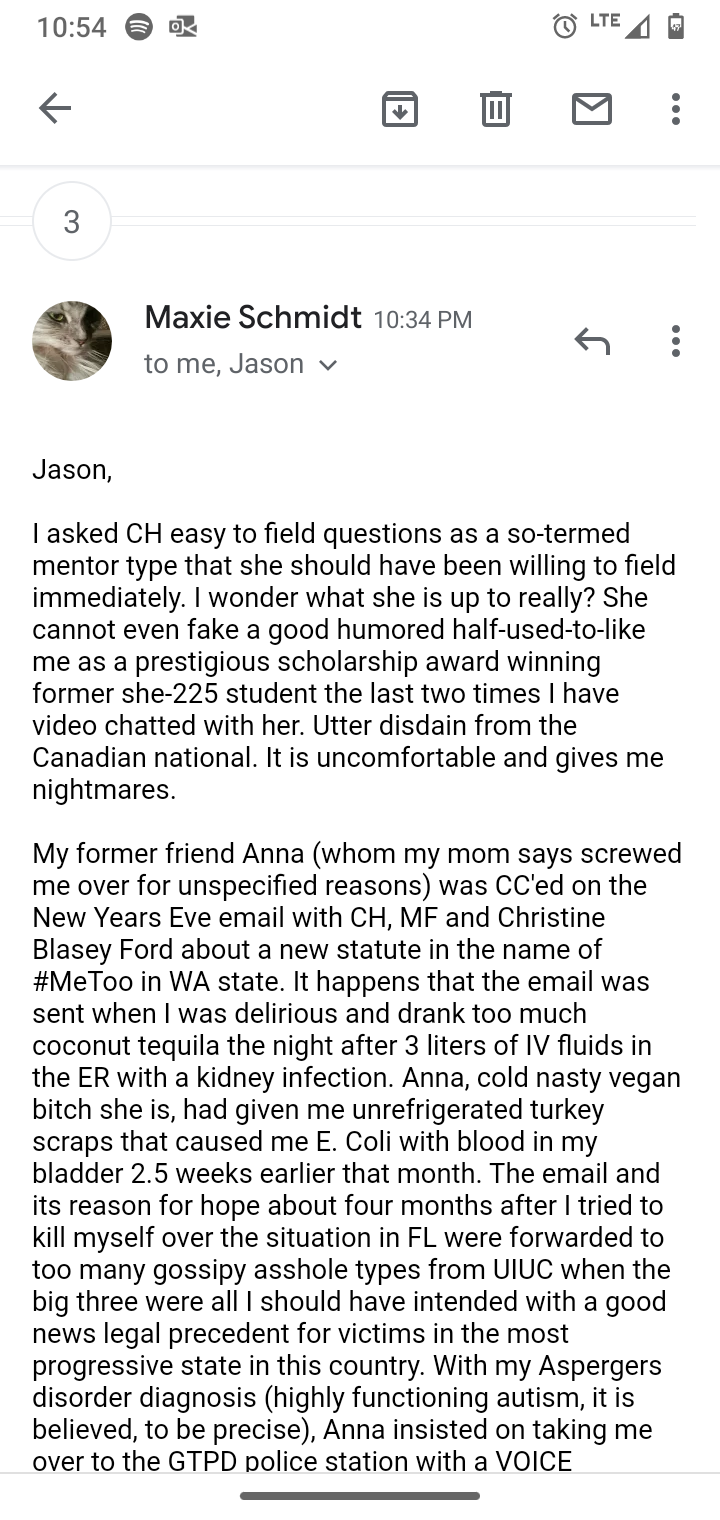 10:54
LTE
3
Maxie Schmidt 10:34 PM
to me, Jason
Jason,
I asked CH easy to field questions as a so-termed
mentor type that she should have been willing to field
immediately. I wonder what she is up to really? She
cannot even fake a good humored half-used-to-like
me as a prestigious scholarship award winning
former she-225 student the last two times I have
video chatted with her. Utter disdain from the
Canadian national. It is uncomfortable and gives me
nightmares.
My former friend Anna (whom my mom says screwed
me over for unspecified reasons) was CC'ed on the
New Years Eve email with CH, MF and Christine
Blasey Ford about a new statute in the name of
#MeToo in WA state. It happens that the email was
sent when I was delirious and drank too much
coconut tequila the night after 3 liters of IV fluids in
the ER with a kidney infection. Anna, cold nasty vegan
bitch she is, had given me unrefrigerated turkey
scraps that caused me E. Coli with blood in my
bladder 2.5 weeks earlier that month. The email and
its reason for hope about four months after I tried to
kill myself over the situation in FL were forwarded to
too many gossipy asshole types from UIUC when the
big three were all I should have intended with a good
news legal precedent for victims in the most
progressive state in this country. With my Aspergers
disorder diagnosis (highly functioning autism, it is
believed, to be precise), Anna insisted on taking me
over to the GTPD police station with a VOICE